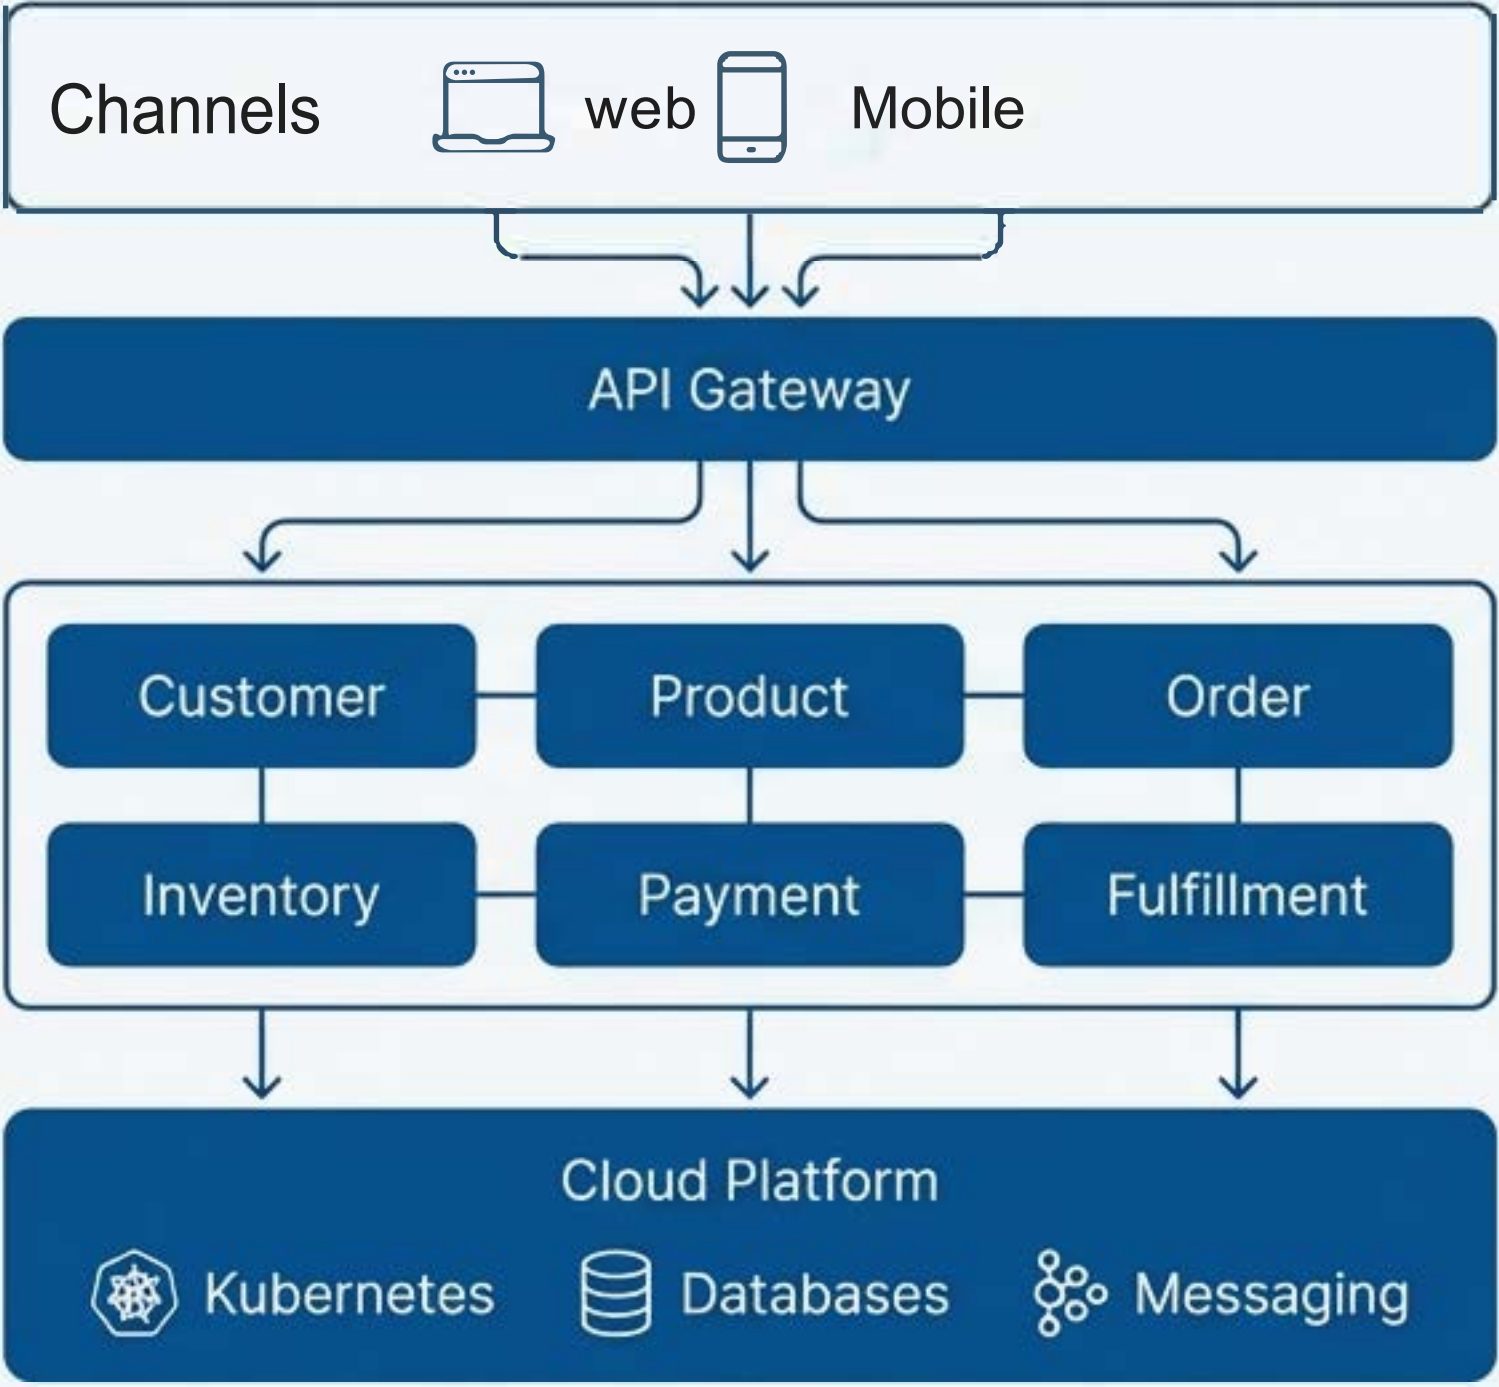 Channels web Mobile
API Gateway
Customer Product Order
Inventory Payment Fulfillment
Cloud Platform
Kubernetes Databases Messaging